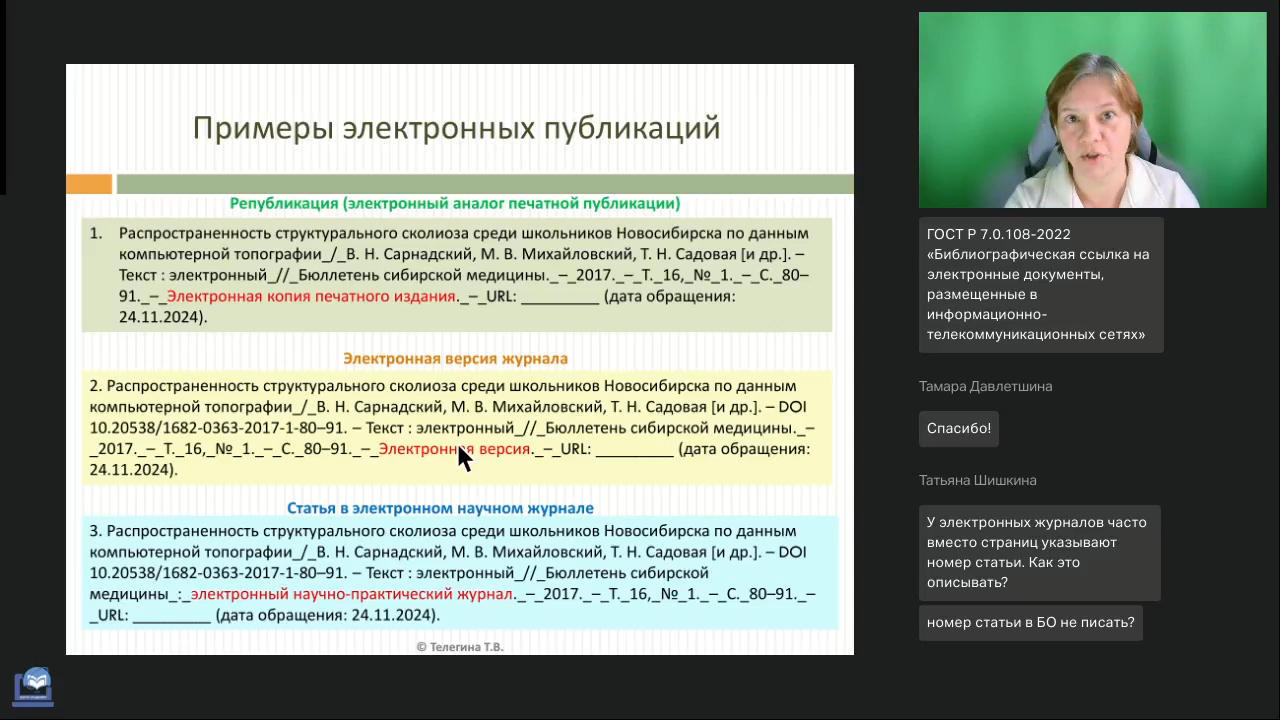 Примеры электронных публикаций
Републикация (электронный аналог печатной публикации)
1. Распространенность структурального сколиоза среди школьников Новосибирска по данным
компьютерной топографии_/_В. Н. Сарнадский, М. В. Михайловский, Т. Н. Садовая [и др.]. –
Текст : электронный_//_Бюллетень сибирской медицины._–_2017._–_Т._16,_№_1._–_С._80–
91._–_Электронная копия печатного издания._–_URL: _________ (дата обращения:
24.11.2024).
Электронная версия журнала
2. Распространенность структурального сколиоза среди школьников Новосибирска по данным
компьютерной топографии_/_В. Н. Сарнадский, М. В. Михайловский, Т. Н. Садовая [и др.]. – DOI
10.20538/1682-0363-2017-1-80–91. – Текст : электронный_//_Бюллетень сибирской медицины._–
_2017._–_Т._16,_№_1._–_С._80–91._–_Электронная версия._–_URL: _________ (дата обращения:
24.11.2024).
Статья в электронном научном журнале
3. Распространенность структурального сколиоза среди школьников Новосибирска по данным
компьютерной топографии_/_В. Н. Сарнадский, М. В. Михайловский, Т. Н. Садовая [и др.]. – DOI
10.20538/1682-0363-2017-1-80–91. – Текст : электронный_//_Бюллетень сибирской
медицины_:_электронный научно-практический журнал._–_2017._–_Т._16,_№_1._–_С._80–91._–
_URL: _________ (дата обращения: 24.11.2024).
© Телегина Т.В.
ГОСТ Р 7.0.108-2022
«Библиографическая ссылка на
электронные документы,
размещенные в
информационно-
телекоммуникационных сетях»
Тамара Давлетшина
Спасибо!
Татьяна Шишкина
У электронных журналов часто
вместо страниц указывают
номер статьи. Как это
описывать?
номер статьи в БО не писать?